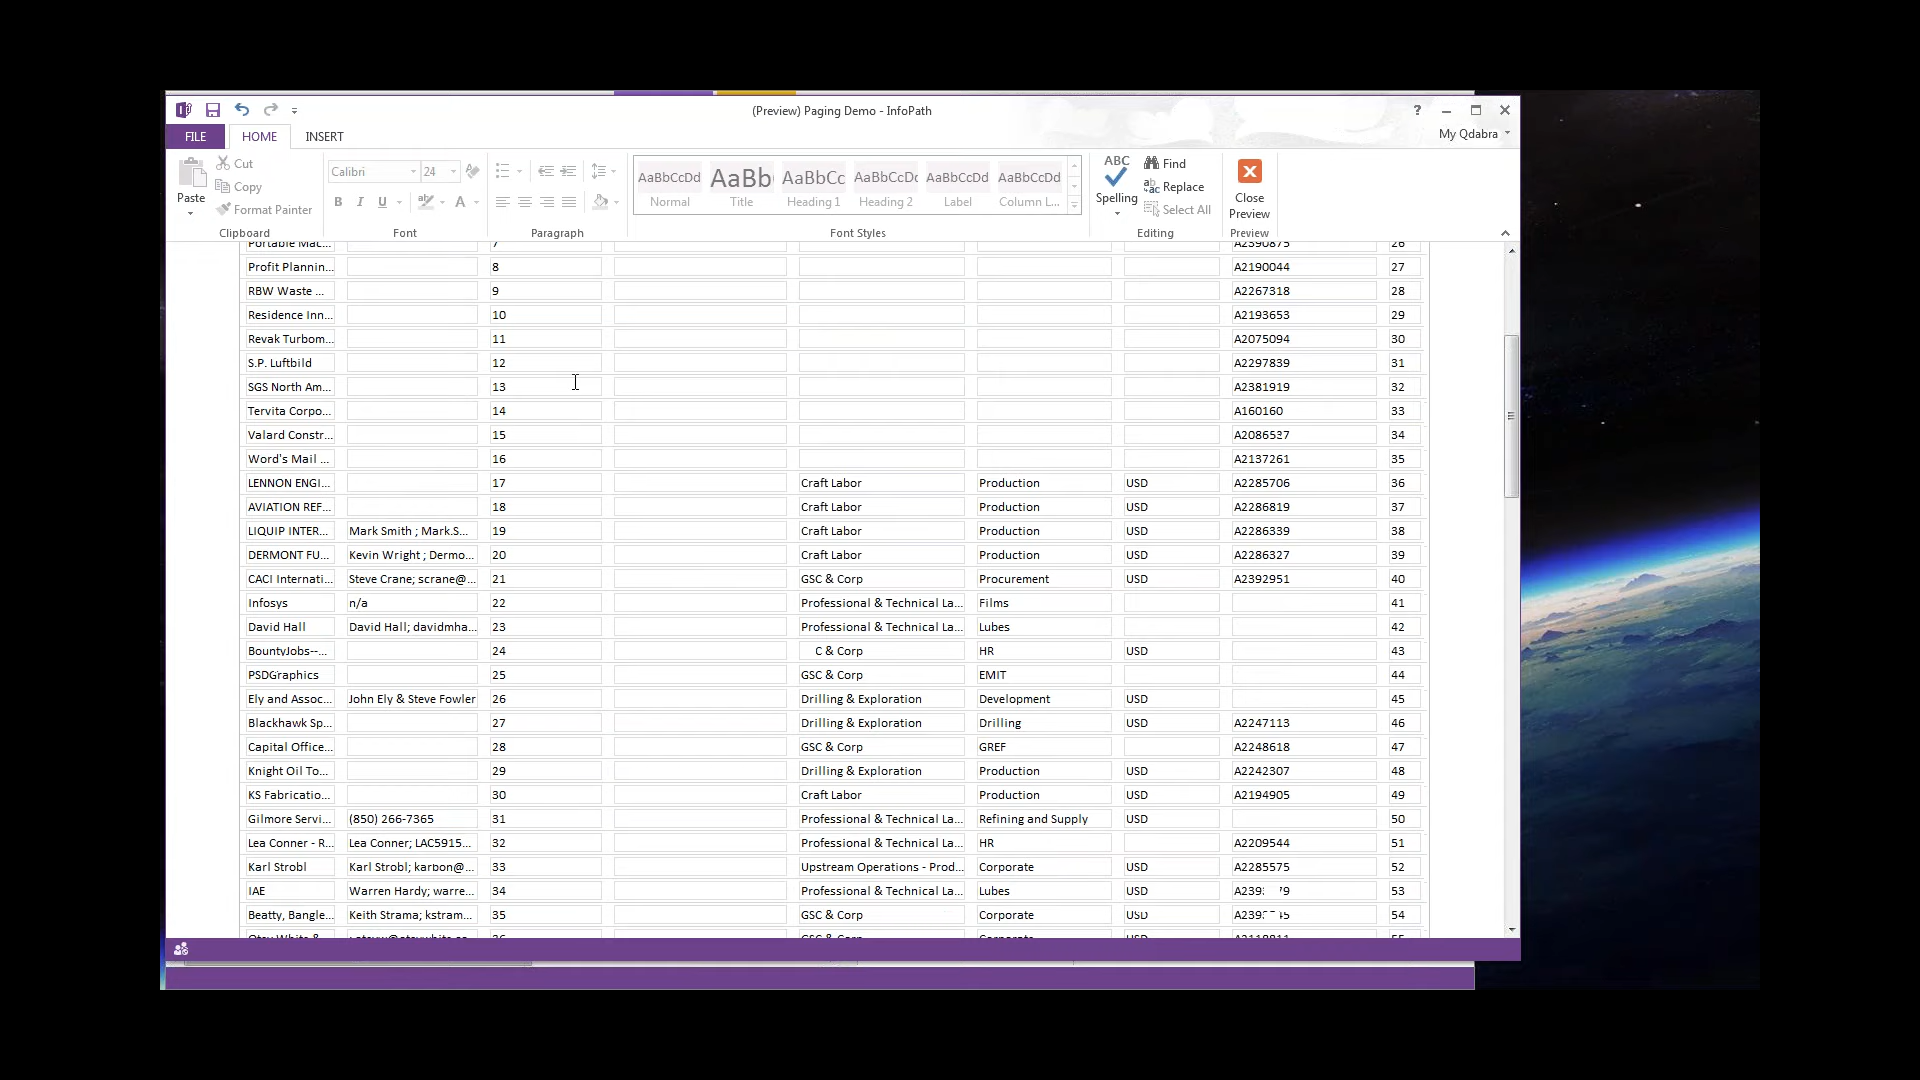 (Preview) Paging Demo - InfoPath
?
My Qdabra
FILE HOME INSERT
Paste
Cut
Copy
Format Painter
Clipboard
Calibri 24
B I U A
Font
Paragraph
AaBbCcDd Normal
AaBb Title
AaBbCc Heading 1
AaBbCcDc Heading 2
AaBbCcDd Label
AaBbCcDd Column L...
Font Styles
ABC
Spelling
Find
Replace
Select All
Editing
Close Preview
Preview
Portable Mac... 7 A2390875 26
Profit Plannin... 8 A2190044 27
RBW Waste ... 9 A2267318 28
Residence Inn... 10 A2193653 29
Revak Turbom... 11 A2075094 30
S.P. Luftbild 12 A2297839 31
SGS North Am... 13 A2381919 32
Tervita Corpo... 14 A160160 33
Valard Constr... 15 A2086537 34
Word's Mail ... 16 A2137261 35
LENNON ENGI... 17 Craft Labor Production USD A2285706 36
AVIATION REF... 18 Craft Labor Production USD A2286819 37
LIQUIP INTER... Mark Smith ; Mark.S... 19 Craft Labor Production USD A2286339 38
DERMONT FU... Kevin Wright ; Dermo... 20 Craft Labor Production USD A2286327 39
CACI Internati... Steve Crane; scrane@... 21 GSC & Corp Procurement USD A2392951 40
Infosys n/a 22 Professional & Technical La... Films 41
David Hall David Hall; davidmha... 23 Professional & Technical La... Lubes 42
BountyJobs--... 24 C & Corp HR USD 43
PSDGraphics 25 GSC & Corp EMIT 44
Ely and Assoc... John Ely & Steve Fowler 26 Drilling & Exploration Development USD 45
Blackhawk Sp... 27 Drilling & Exploration Drilling USD A2247113 46
Capital Office... 28 GSC & Corp GREF A2248618 47
Knight Oil To... 29 Drilling & Exploration Production USD A2242307 48
KS Fabricatio... 30 Craft Labor Production USD A2194905 49
Gilmore Servi... (850) 266-7365 31 Professional & Technical La... Refining and Supply USD 50
Lea Conner - R... Lea Conner; LAC5915... 32 Professional & Technical La... HR A2209544 51
Karl Strobl Karl Strobl; karbon@... 33 Upstream Operations - Prod... Corporate USD A2285575 52
IAE Warren Hardy; warre... 34 Professional & Technical La... Lubes USD 53
Beatty, Bangle... Keith Strama; kstram... 35 GSC & Corp Corporate USD 54